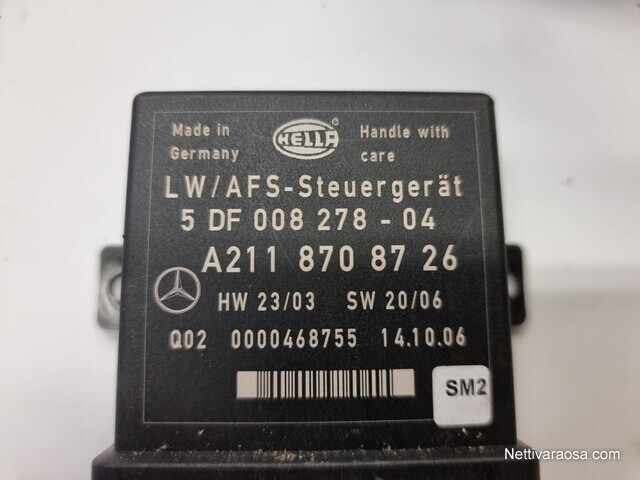 Made in Germany
HELLA
Handle with care
LW/AFS-Steuergerät
5 DF 008 278 - 04
A211 870 87 26
HW 23/03 SW 20/06
Q02 0000468755 14.10.06
SM2
Nettivaraosa.com